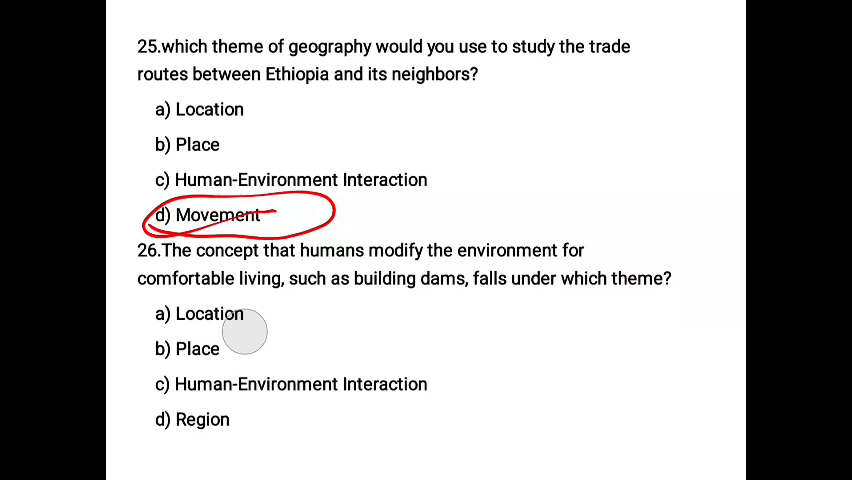 25.which theme of geography would you use to study the trade
routes between Ethiopia and its neighbors?
a) Location
b) Place
c) Human-Environment Interaction
d) Movement
26.The concept that humans modify the environment for
comfortable living, such as building dams, falls under which theme?
a) Location
b) Place
c) Human-Environment Interaction
d) Region